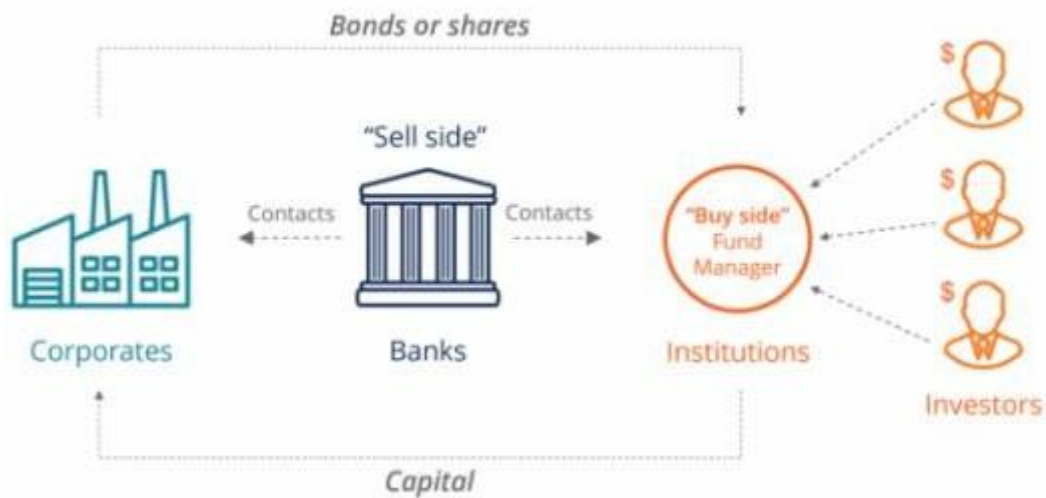 Bonds or shares
"Sell side"
Contacts
Contacts
"Buy side"
Fund
Manager
$
$
$
Corporates
Banks
Institutions
Investors
Capital